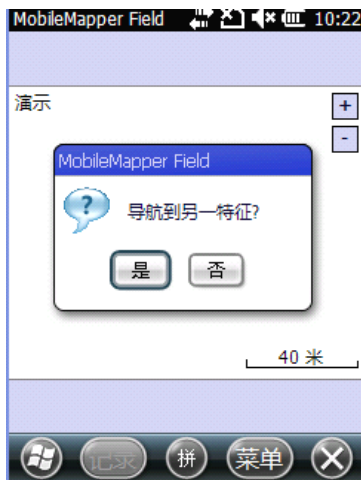 MobileMapper Field 10:22
演示
+
-
MobileMapper Field
导航到另一特征?
是 否
40 米
记录 拼 菜单